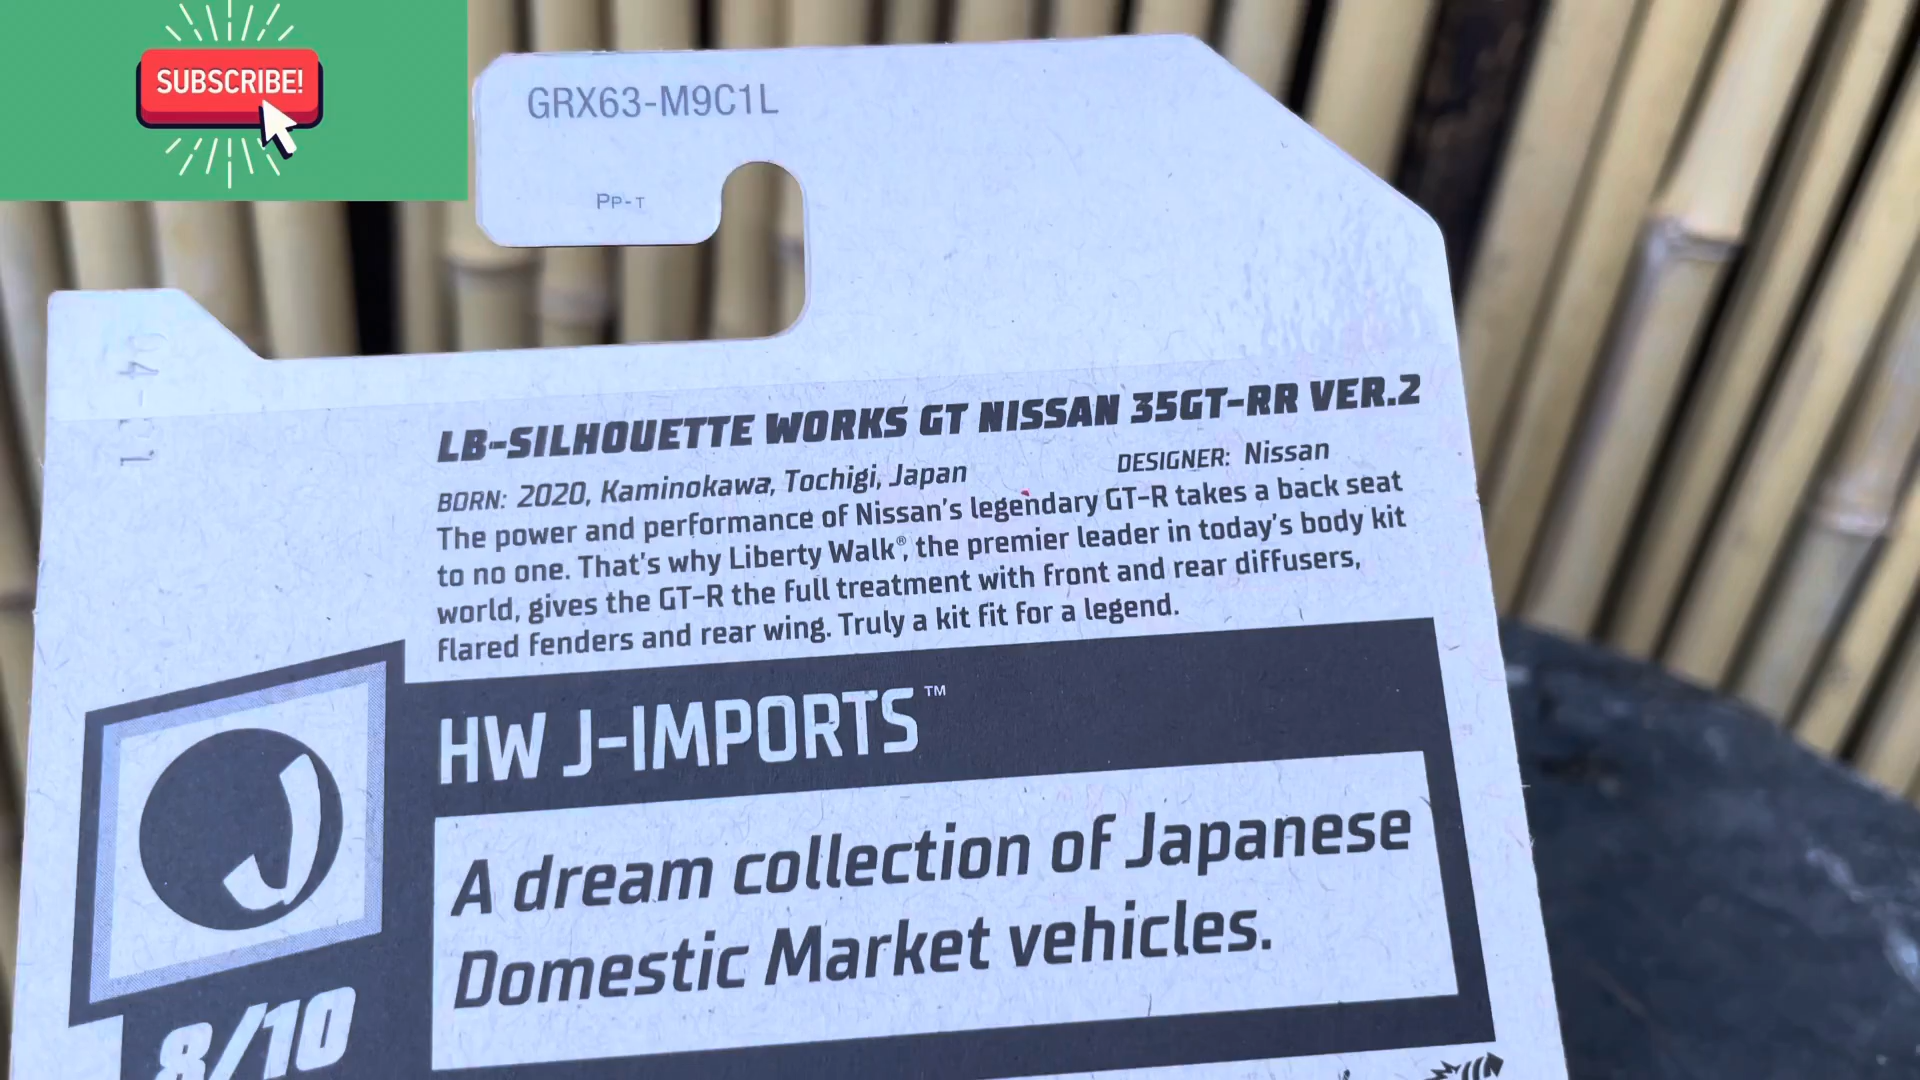 SUBSCRIBE!
GRX63-M9C1L
PP-T
LB-SILHOUETTE WORKS GT NISSAN 35GT-RR VER.2
BORN: 2020, Kaminokawa, Tochigi, Japan DESIGNER: Nissan
The power and performance of Nissan's legendary GT-R takes a back seat
to no one. That's why Liberty Walk®, the premier leader in today's body kit
world, gives the GT-R the full treatment with front and rear diffusers,
flared fenders and rear wing. Truly a kit fit for a legend.
HW J-IMPORTS™
J
A dream collection of Japanese
Domestic Market vehicles.
8/10